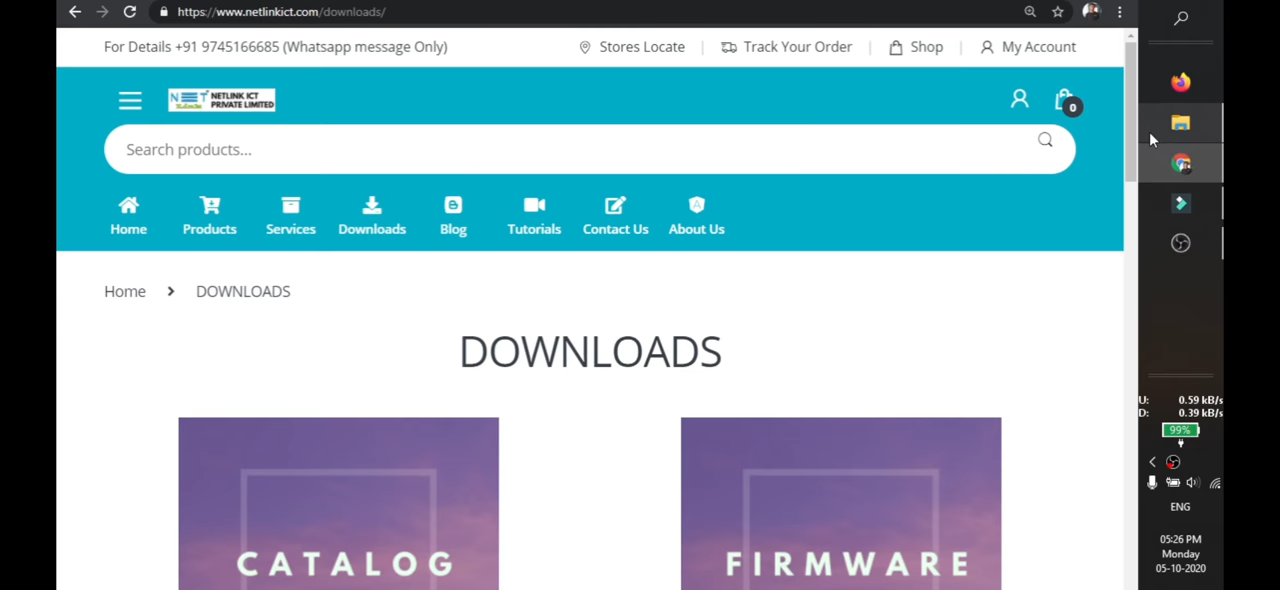 https://www.netlinkict.com/downloads/
For Details +91 9745166685 (Whatsapp message Only)
Stores Locate
Track Your Order
Shop
My Account
NET
NETLINK ICT
PRIVATE LIMITED
0
Search products...
Home
Products
Services
Downloads
Blog
Tutorials
Contact Us
About Us
Home
DOWNLOADS
DOWNLOADS
CATALOG
FIRMWARE
U: 0.59 kB/s
D: 0.39 kB/s
99%
ENG
05:26 PM
Monday
05-10-2020